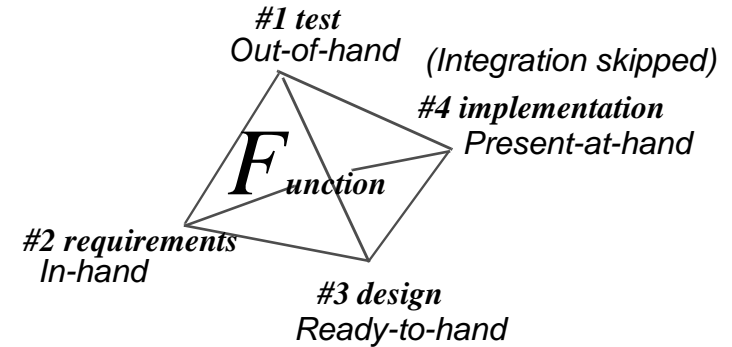 #1 test
Out-of-hand
(Integration skipped)
#4 implementation
Present-at-hand
Function
#2 requirements
In-hand
#3 design
Ready-to-hand